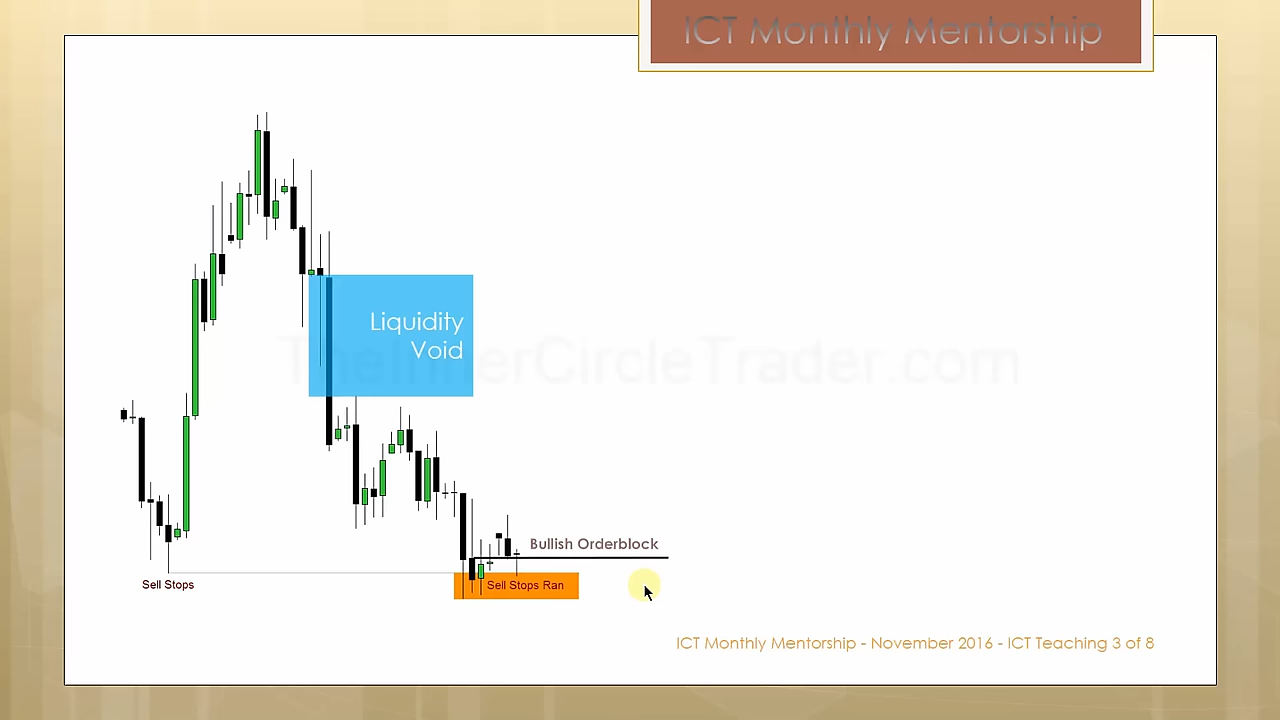 ICT Monthly Mentorship
Liquidity
Void
TheInnerCircleTrader.com
Bullish Orderblock
Sell Stops
Sell Stops Ran
ICT Monthly Mentorship - November 2016 - ICT Teaching 3 of 8